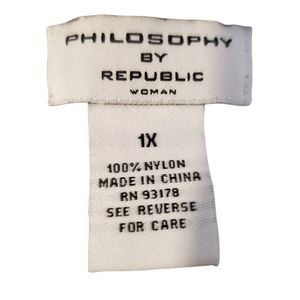 PHILOSOPHY
BY
REPUBLIC
WOMAN
1X
100% NYLON
MADE IN CHINA
RN 93178
SEE REVERSE
FOR CARE